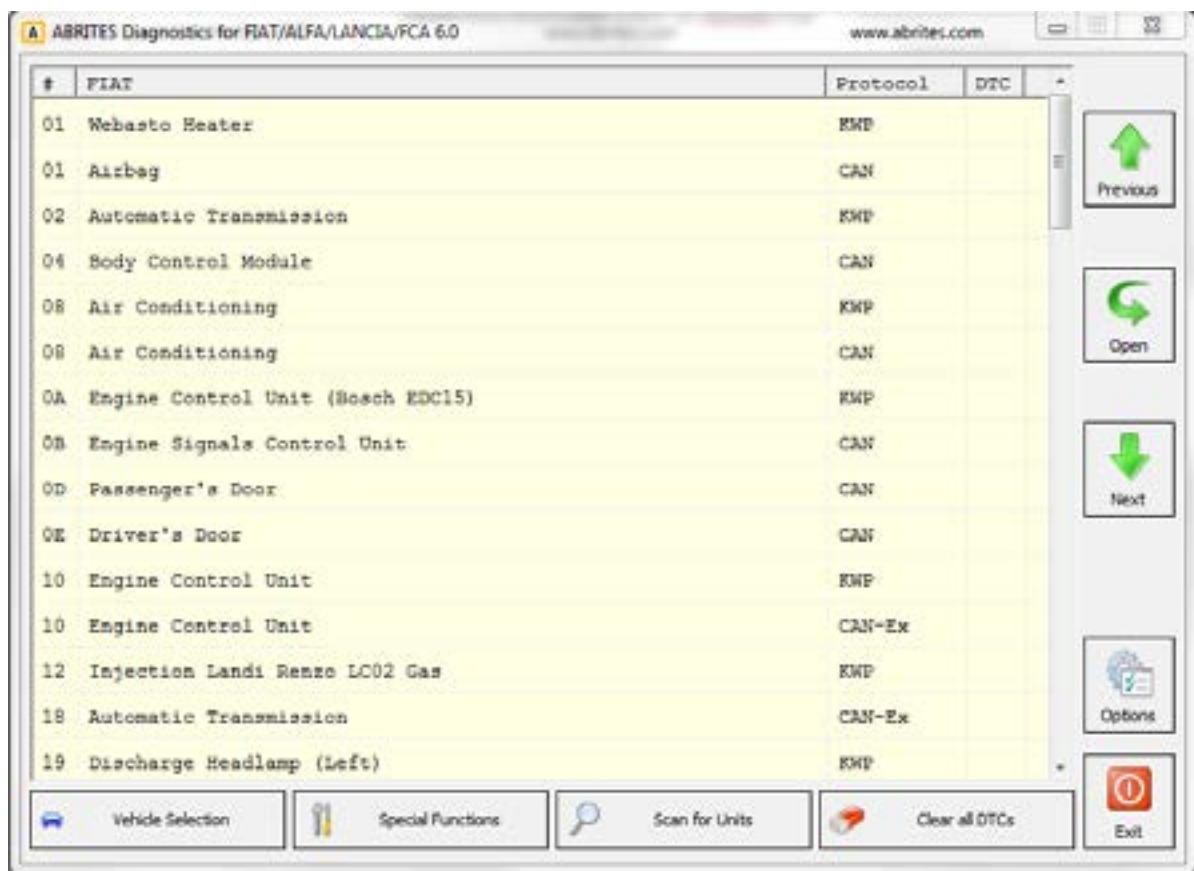 A ABRITES Diagnostics for FIAT/ALFA/LANCIA/FCA 6.0 www.abrites.com
# FIAT Protocol DTC
01 Webasto Heater KWP
01 Airbag CAN
02 Automatic Transmission KWP
04 Body Control Module CAN
08 Air Conditioning KWP
08 Air Conditioning CAN
0A Engine Control Unit (Bosch EDC15) KWP
0B Engine Signals Control Unit CAN
0D Passenger's Door CAN
0E Driver's Door CAN
10 Engine Control Unit KWP
10 Engine Control Unit CAN-Ex
12 Injection Landi Renzo LC02 Gas KWP
18 Automatic Transmission CAN-Ex
19 Discharge Headlamp (Left) KWP
Previous
Open
Next
Options
Exit
Vehicle Selection
Special Functions
Scan for Units
Clear all DTCs